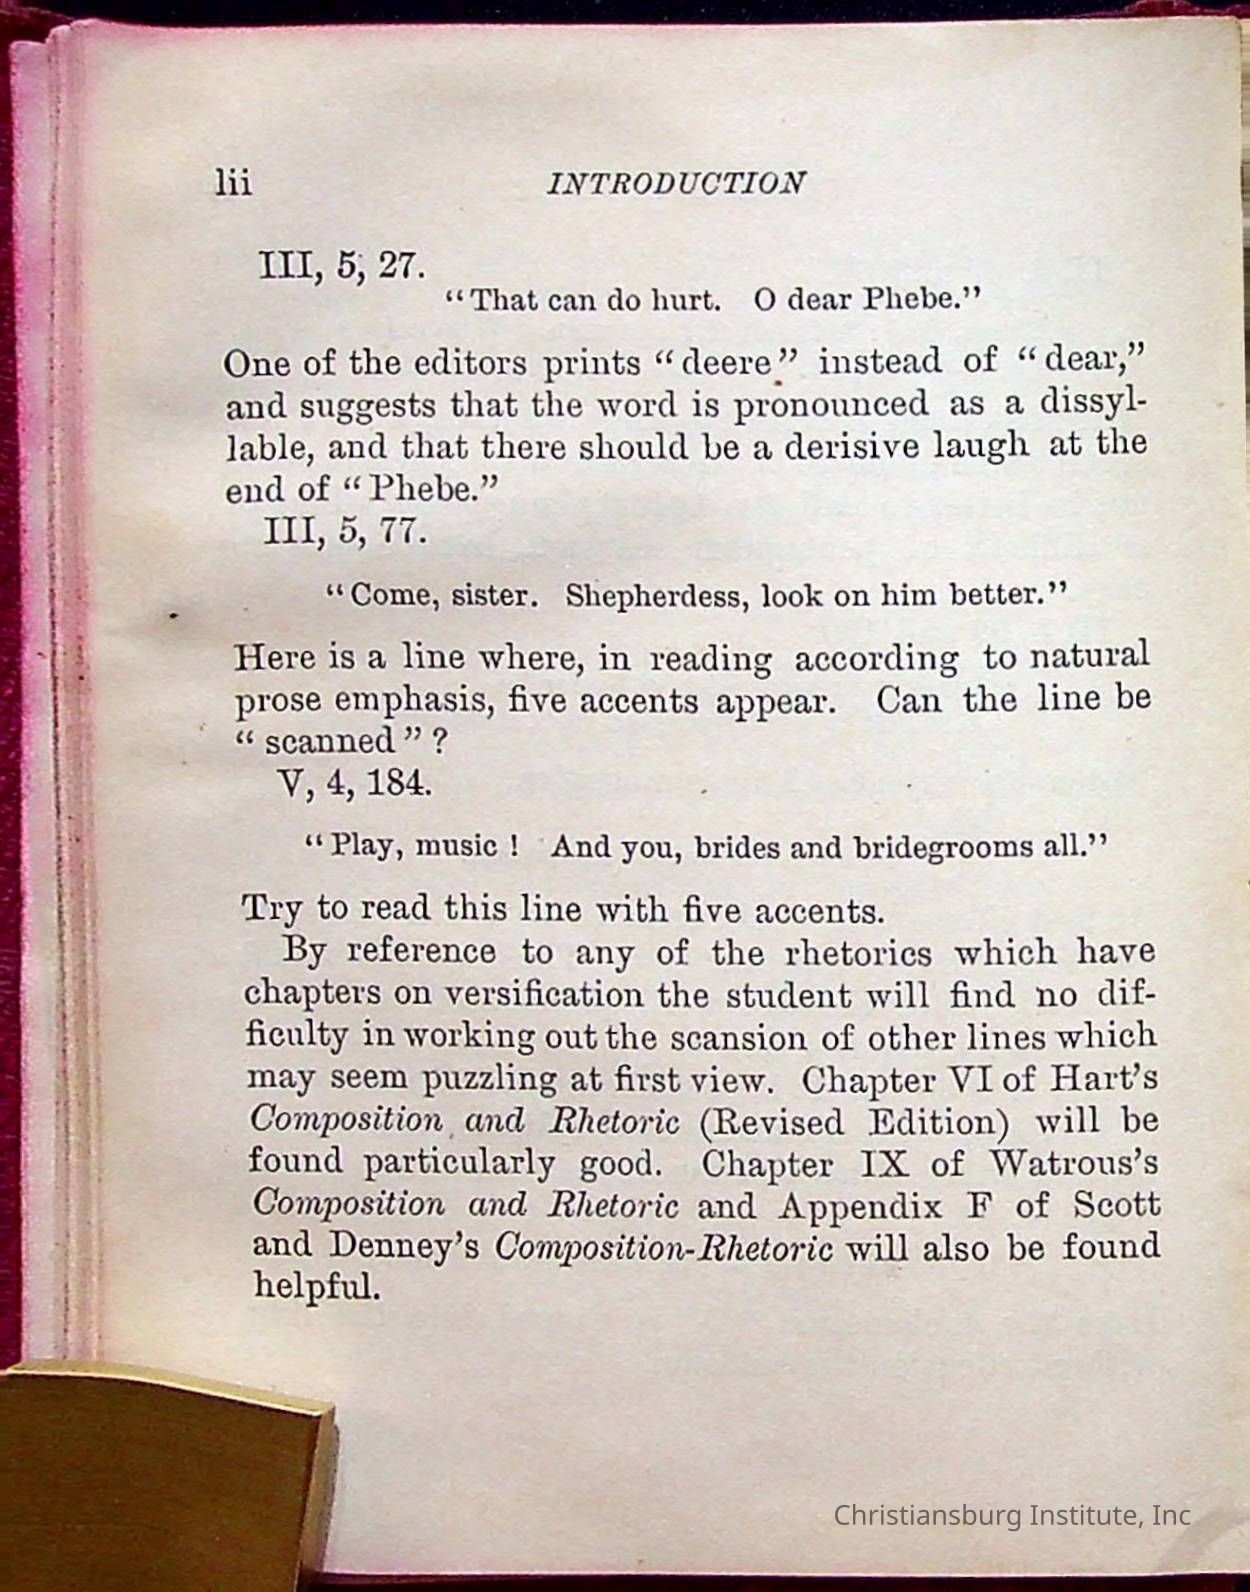 lii INTRODUCTION
III, 5, 27.
“That can do hurt. O dear Phebe.”
One of the editors prints “deere” instead of “dear,”
and suggests that the word is pronounced as a dissyl-
lable, and that there should be a derisive laugh at the
end of “Phebe.”
III, 5, 77.
“Come, sister. Shepherdess, look on him better.”
Here is a line where, in reading according to natural
prose emphasis, five accents appear. Can the line be
“scanned”?
V, 4, 184.
“Play, music! And you, brides and bridegrooms all.”
Try to read this line with five accents.
By reference to any of the rhetorics which have
chapters on versification the student will find no dif-
ficulty in working out the scansion of other lines which
may seem puzzling at first view. Chapter VI of Hart’s
Composition and Rhetoric (Revised Edition) will be
found particularly good. Chapter IX of Watrous’s
Composition and Rhetoric and Appendix F of Scott
and Denney’s Composition-Rhetoric will also be found
helpful.
Christiansburg Institute, Inc